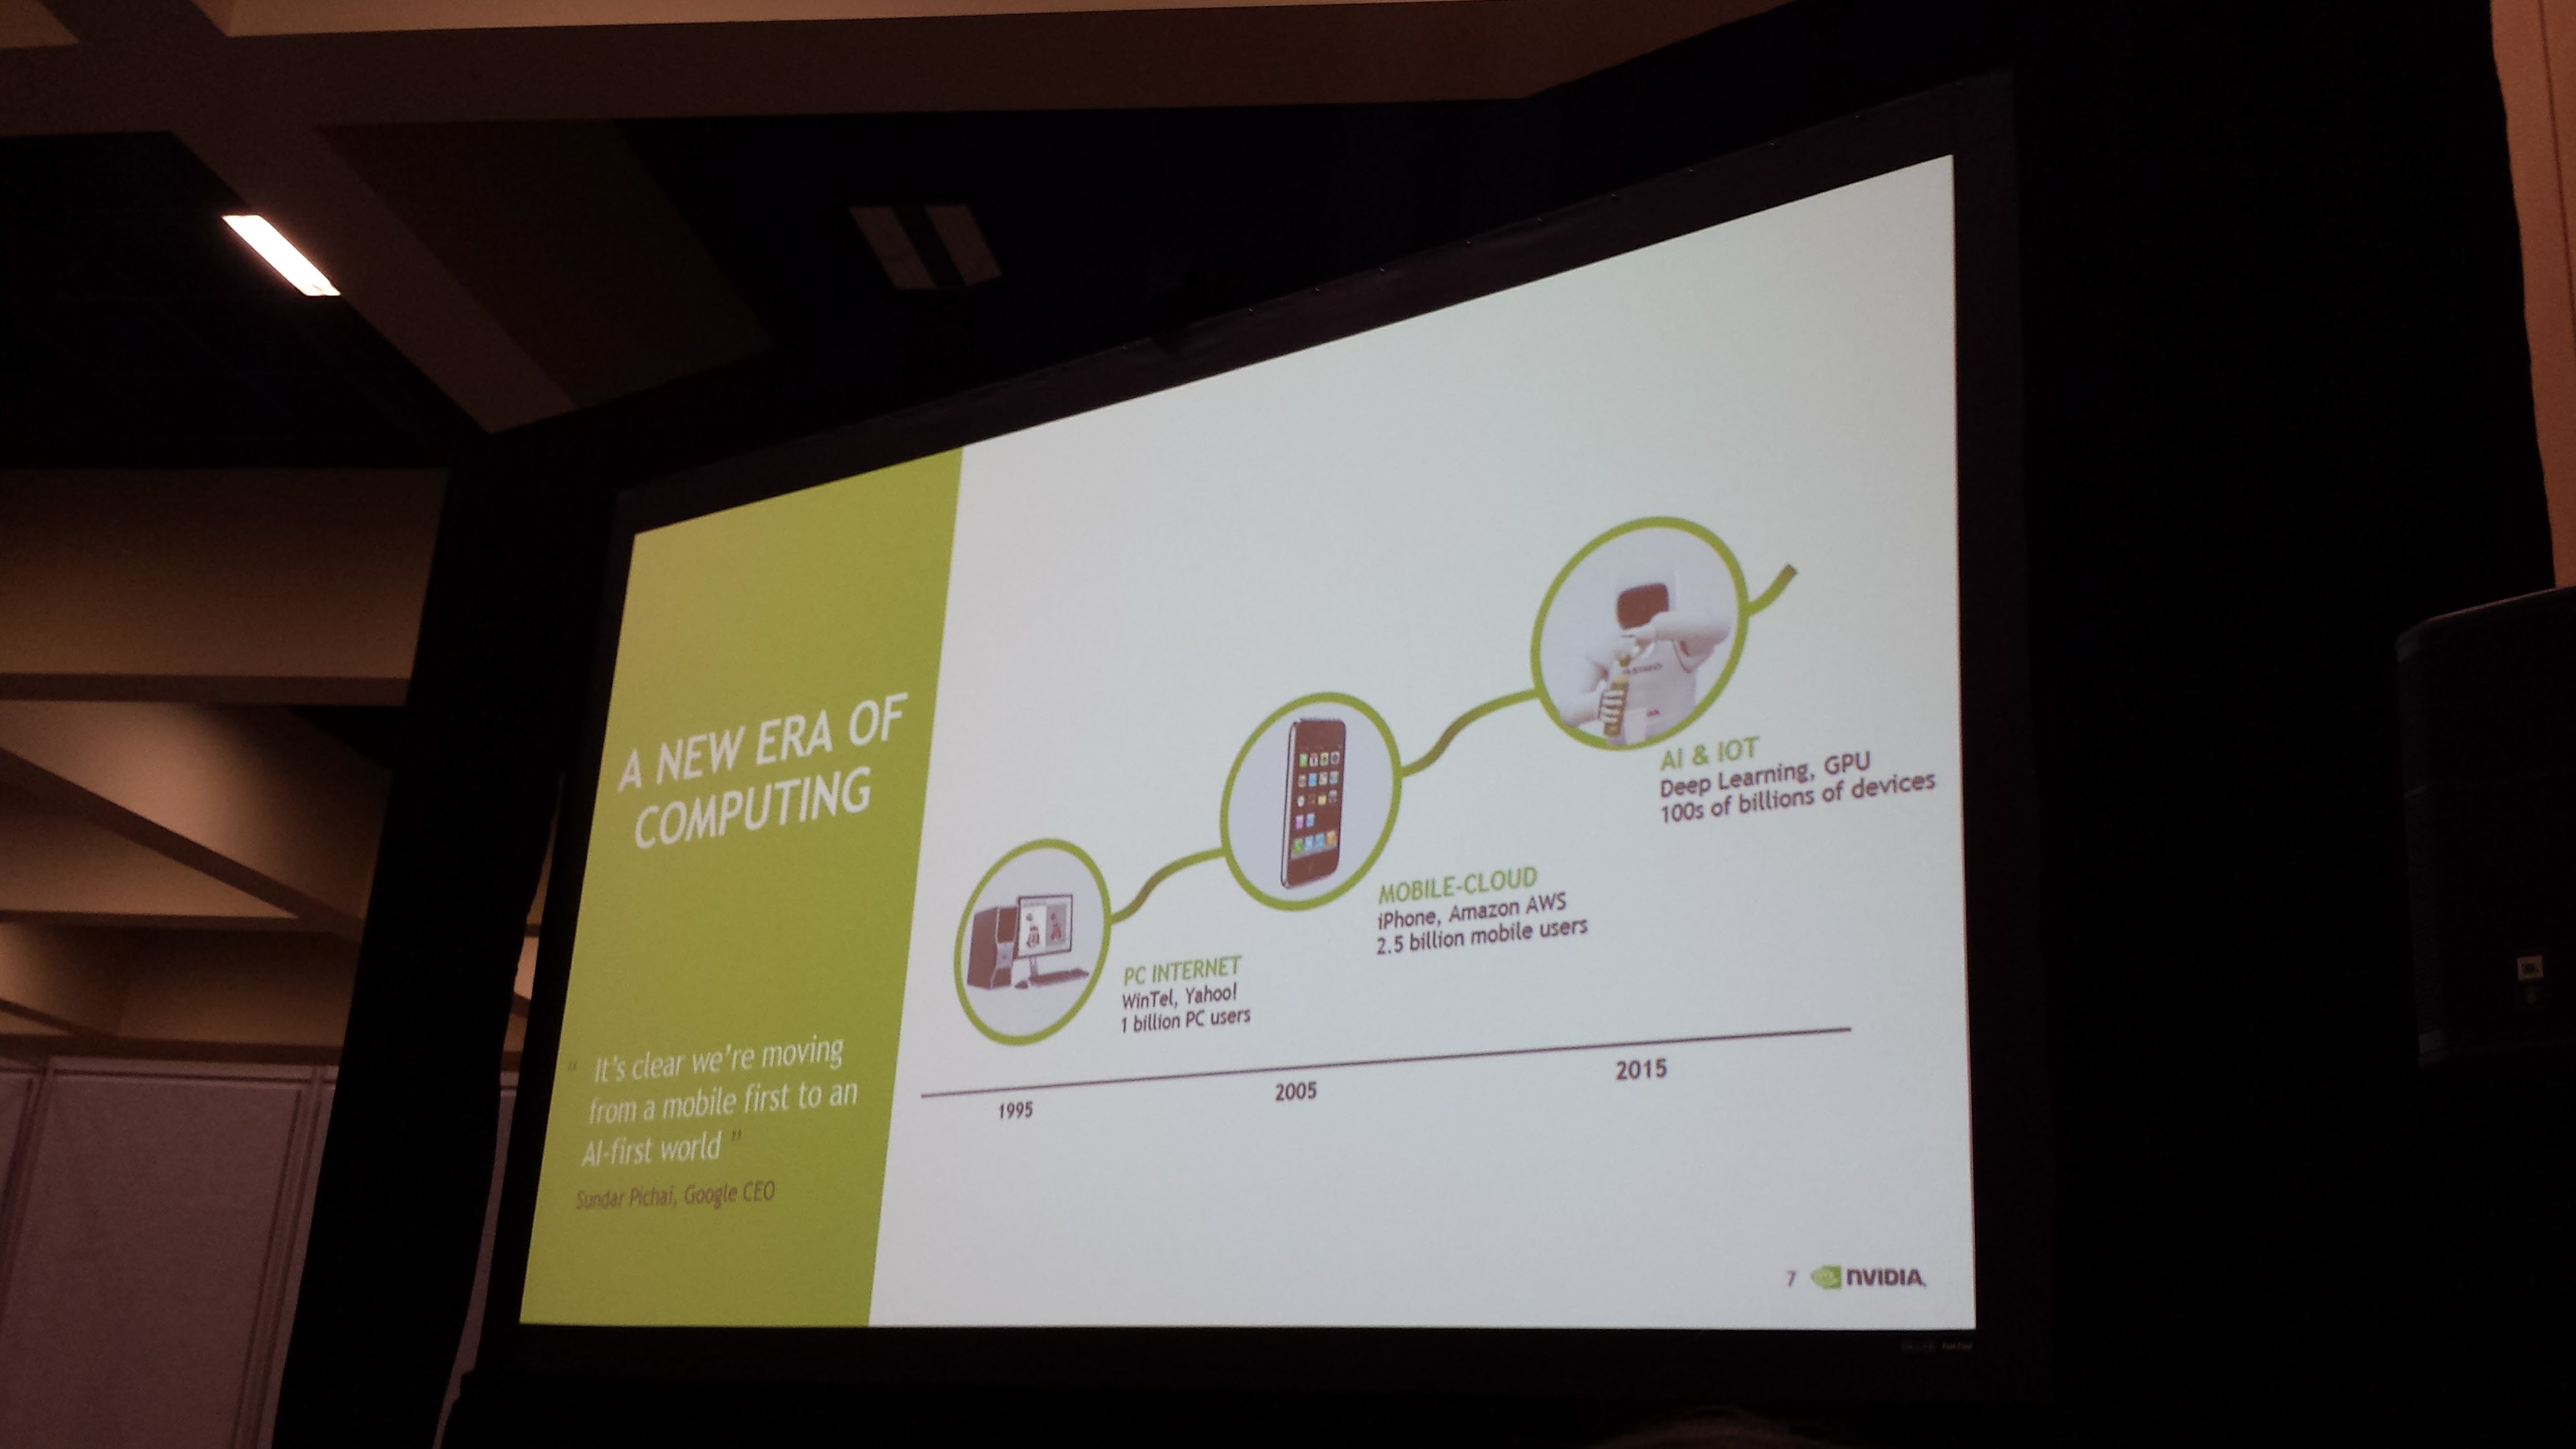 A NEW ERA OF
COMPUTING
“ It's clear we're moving
from a mobile first to an
AI-first world ”
Sundar Pichai, Google CEO
PC INTERNET
WinTel, Yahoo!
1 billion PC users
MOBILE-CLOUD
iPhone, Amazon AWS
2.5 billion mobile users
AI & IOT
Deep Learning, GPU
100s of billions of devices
1995
2005
2015
7
NVIDIA.